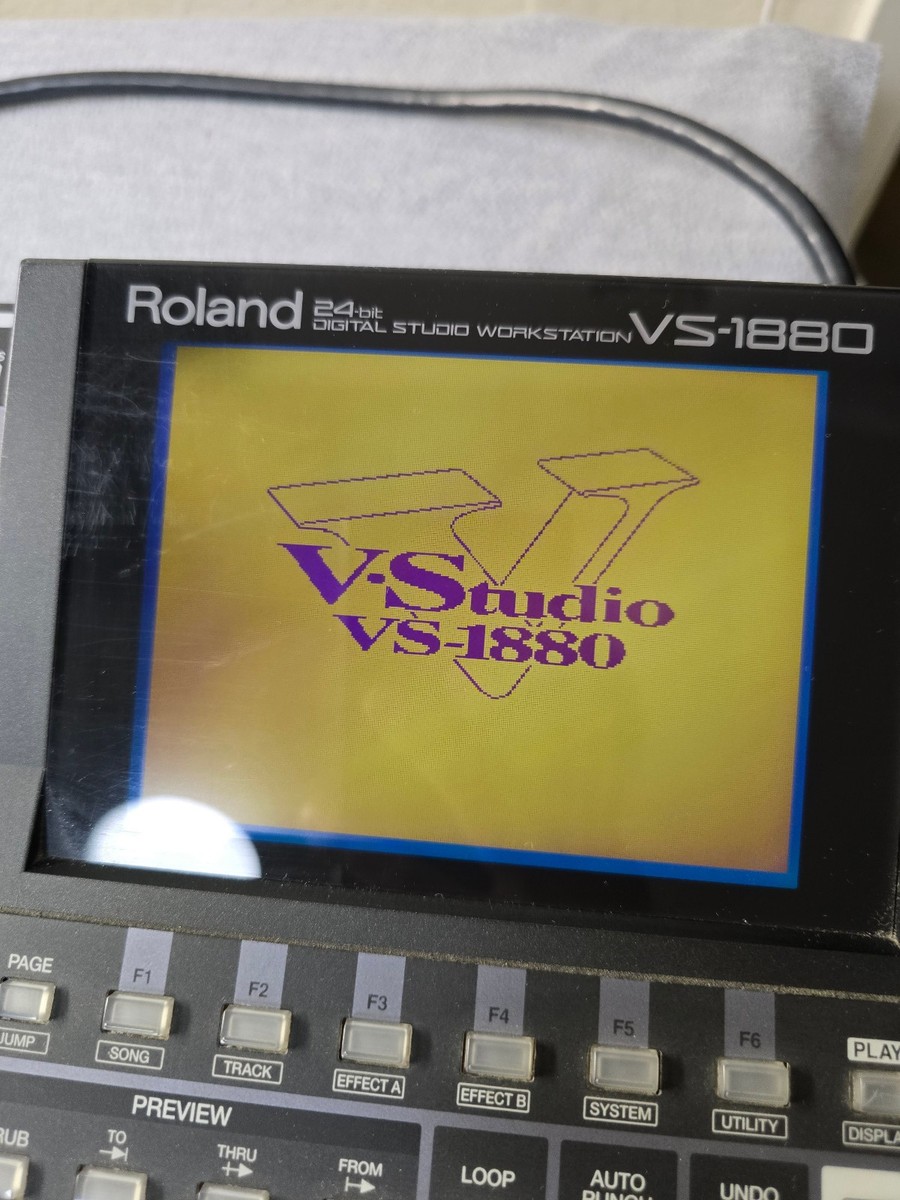 Roland 24-bit DIGITAL STUDIO WORKSTATION VS-1880
V-Studio
VS-1880
PAGE F1 F2 F3 F4 F5 F6
PLAY
JUMP SONG TRACK EFFECT A EFFECT B SYSTEM UTILITY
PREVIEW
TO THRU FROM LOOP AUTO UNDO